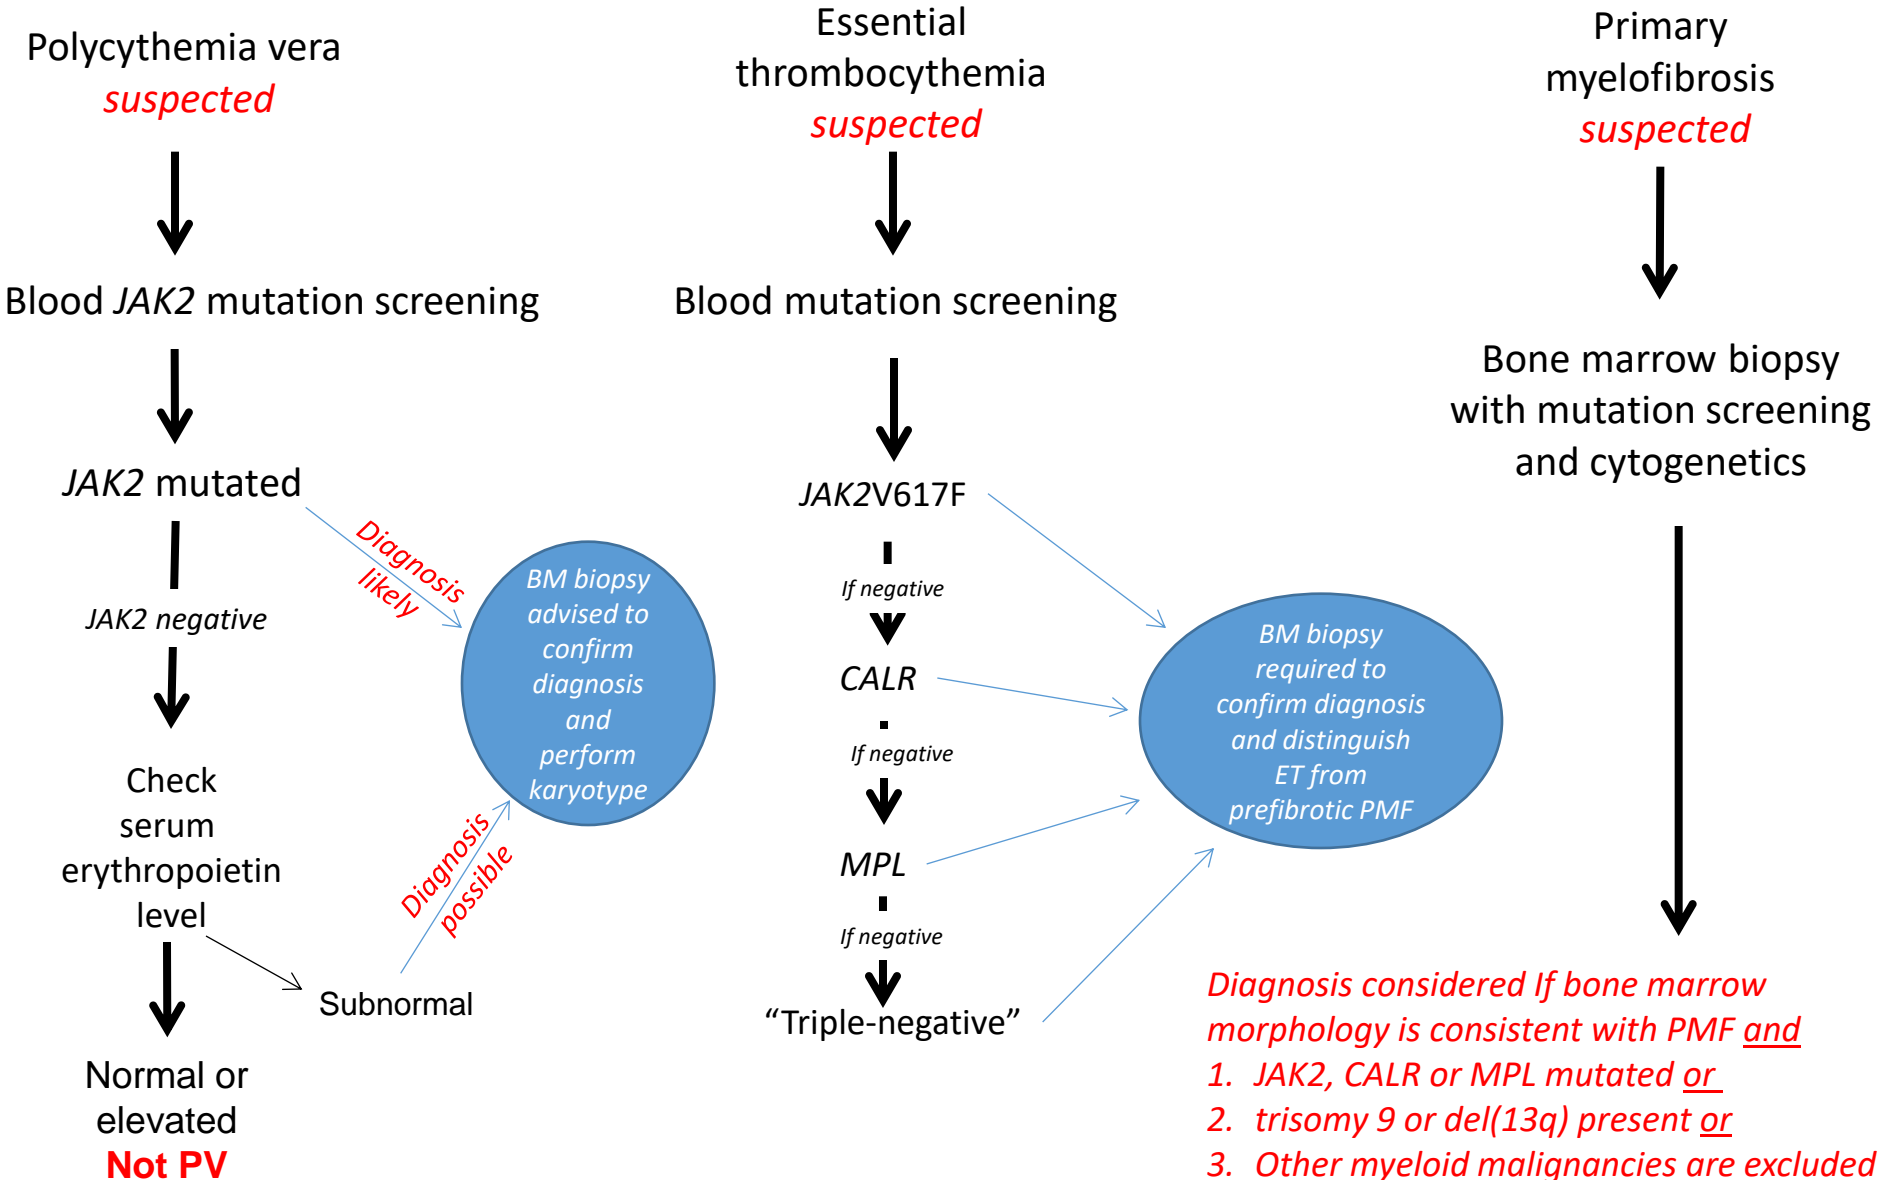 Polycythemia vera
suspected
Blood JAK2 mutation screening
JAK2 mutated
Diagnosis
likely
JAK2 negative
BM biopsy
advised to
confirm
diagnosis
and
perform
karyotype
Check
serum
erythropoietin
level
Diagnosis
possible
Subnormal
Normal or
elevated
Not PV
Essential
thrombocythemia
suspected
Blood mutation screening
JAK2V617F
If negative
CALR
If negative
MPL
If negative
“Triple-negative”
BM biopsy
required to
confirm diagnosis
and distinguish
ET from
prefibrotic PMF
Primary
myelofibrosis
suspected
Bone marrow biopsy
with mutation screening
and cytogenetics
Diagnosis considered If bone marrow
morphology is consistent with PMF and
1. JAK2, CALR or MPL mutated or
2. trisomy 9 or del(13q) present or
3. Other myeloid malignancies are excluded